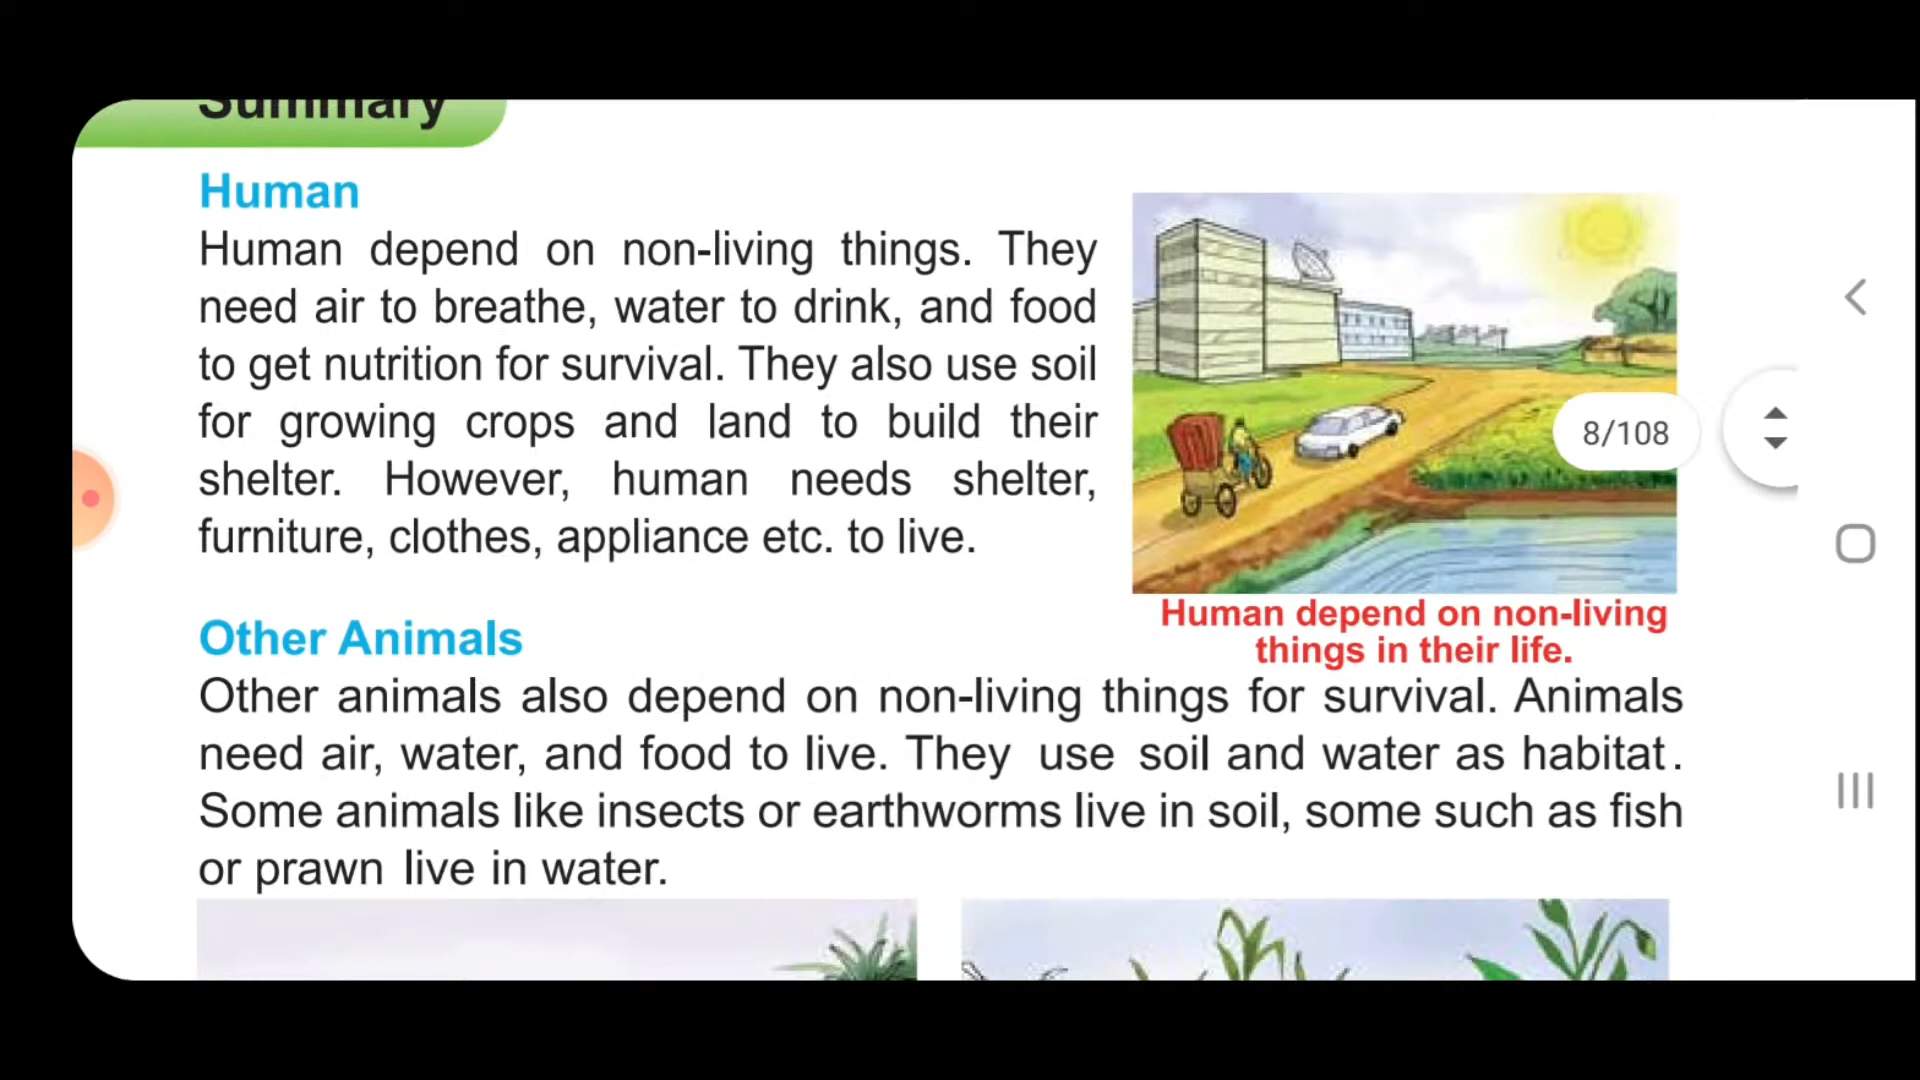 Summary
Human
Human depend on non-living things. They
need air to breathe, water to drink, and food
to get nutrition for survival. They also use soil
for growing crops and land to build their
shelter. However, human needs shelter,
furniture, clothes, appliance etc. to live.
8/108
Human depend on non-living
things in their life.
Other Animals
Other animals also depend on non-living things for survival. Animals
need air, water, and food to live. They use soil and water as habitat.
Some animals like insects or earthworms live in soil, some such as fish
or prawn live in water.